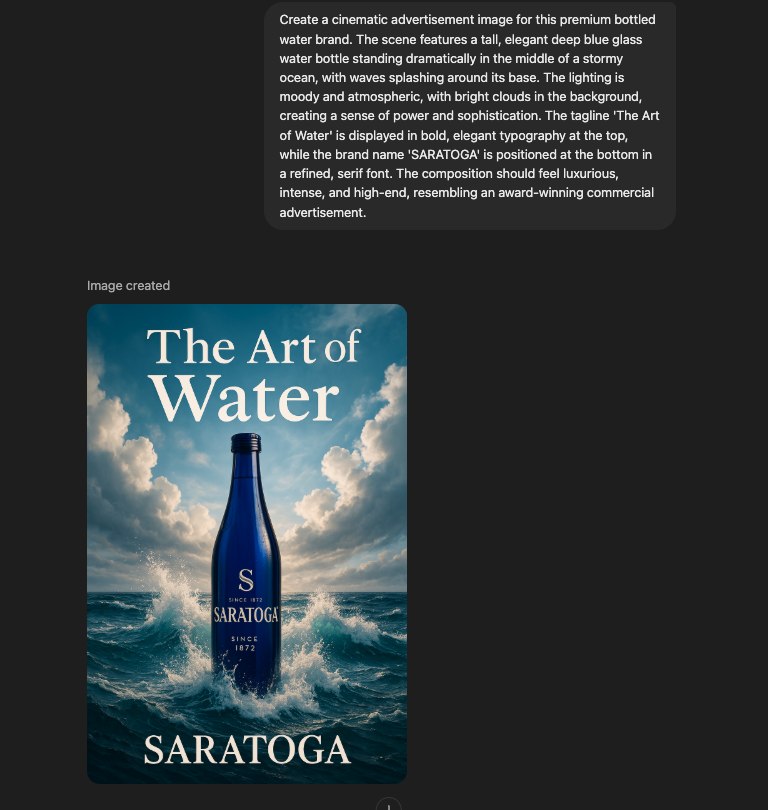 Create a cinematic advertisement image for this premium bottled
water brand. The scene features a tall, elegant deep blue glass
water bottle standing dramatically in the middle of a stormy
ocean, with waves splashing around its base. The lighting is
moody and atmospheric, with bright clouds in the background,
creating a sense of power and sophistication. The tagline 'The Art
of Water' is displayed in bold, elegant typography at the top,
while the brand name 'SARATOGA' is positioned at the bottom in
a refined, serif font. The composition should feel luxurious,
intense, and high-end, resembling an award-winning commercial
advertisement.
Image created
The Art of
Water
S
SINCE 1872
SARATOGA
SINCE
1872
SARATOGA